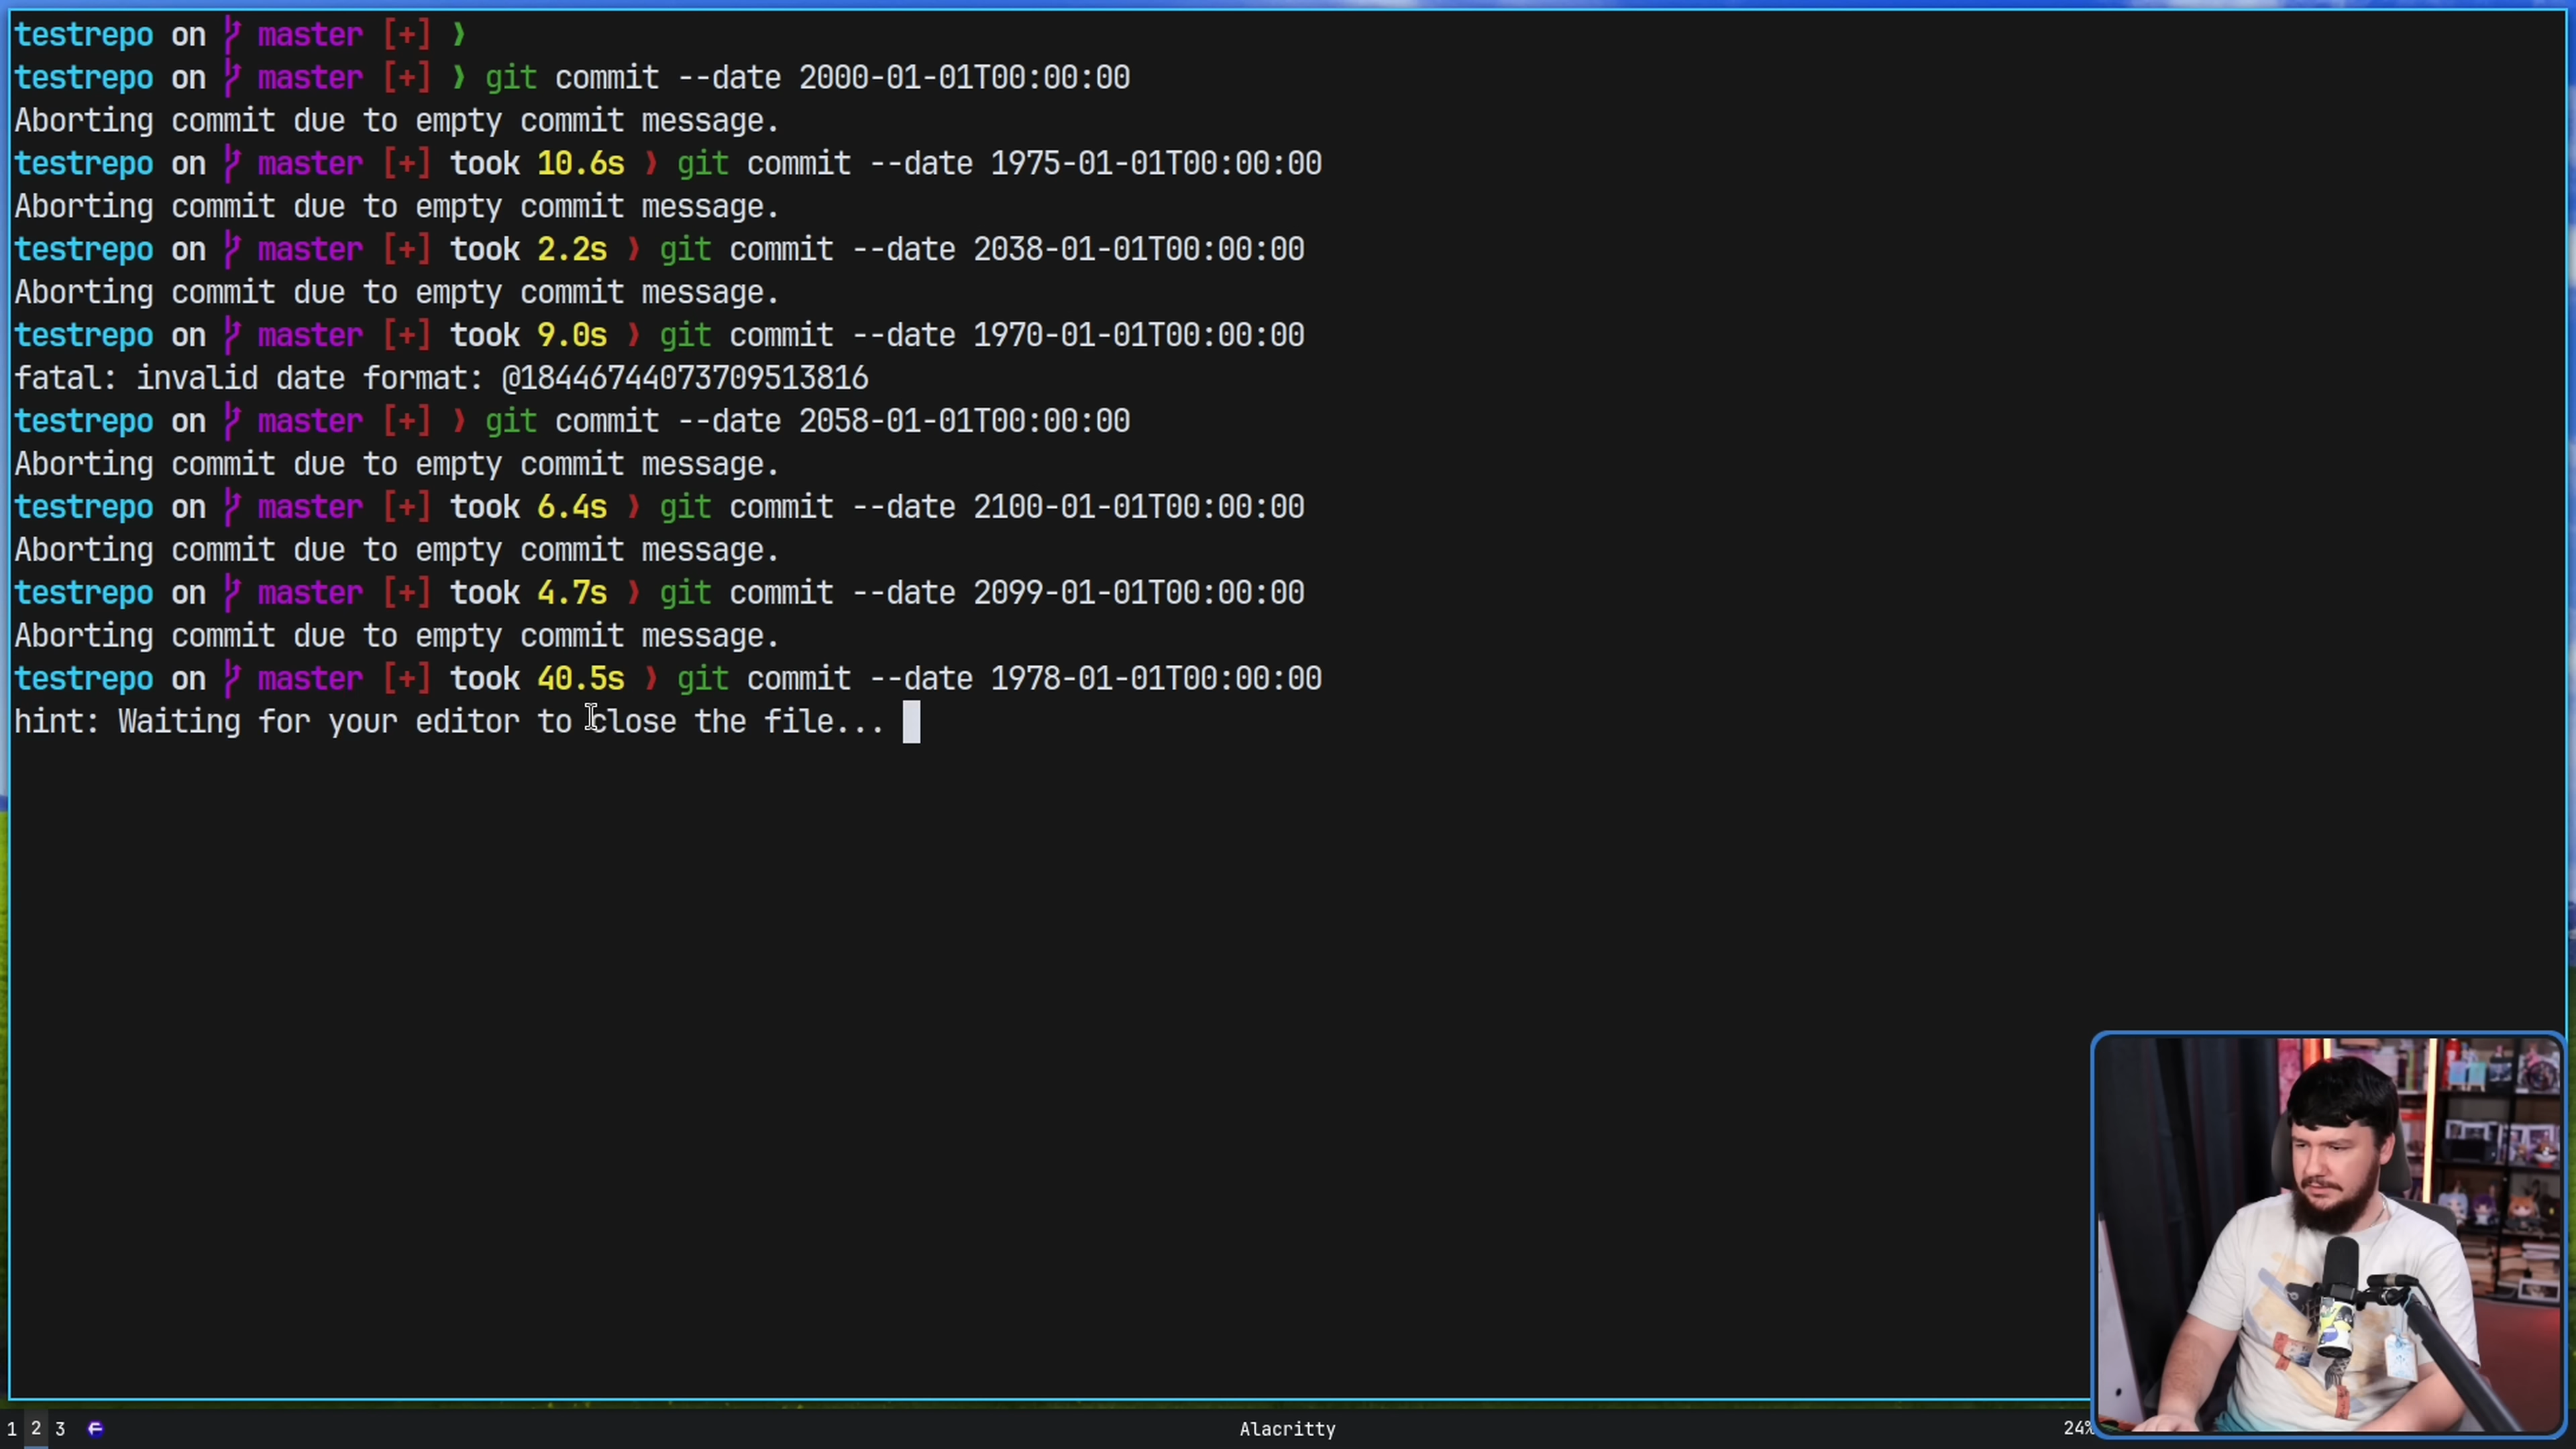 testrepo on master [+] ❯
testrepo on master [+] ❯ git commit --date 2000-01-01T00:00:00
Aborting commit due to empty commit message.
testrepo on master [+] took 10.6s ❯ git commit --date 1975-01-01T00:00:00
Aborting commit due to empty commit message.
testrepo on master [+] took 2.2s ❯ git commit --date 2038-01-01T00:00:00
Aborting commit due to empty commit message.
testrepo on master [+] took 9.0s ❯ git commit --date 1970-01-01T00:00:00
fatal: invalid date format: @18446744073709513816
testrepo on master [+] ❯ git commit --date 2058-01-01T00:00:00
Aborting commit due to empty commit message.
testrepo on master [+] took 6.4s ❯ git commit --date 2100-01-01T00:00:00
Aborting commit due to empty commit message.
testrepo on master [+] took 4.7s ❯ git commit --date 2099-01-01T00:00:00
Aborting commit due to empty commit message.
testrepo on master [+] took 40.5s ❯ git commit --date 1978-01-01T00:00:00
hint: Waiting for your editor to close the file...
1 2 3 Alacritty 24%